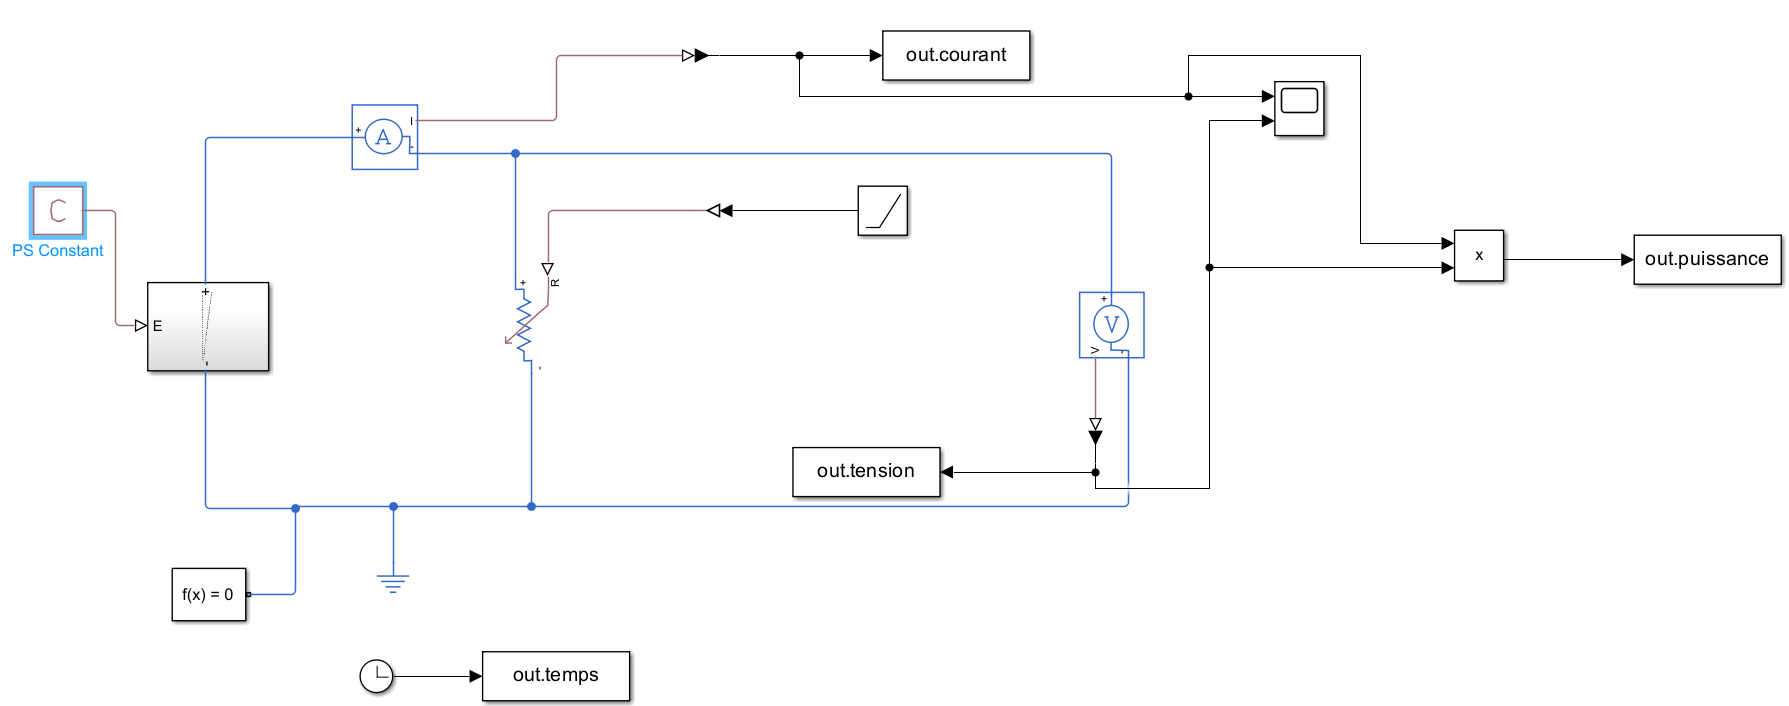 out.courant
A
I
+
-
C
PS Constant
E
+
-
+
R
-
x
out.puissance
+
V
V
-
out.tension
f(x) = 0
out.temps